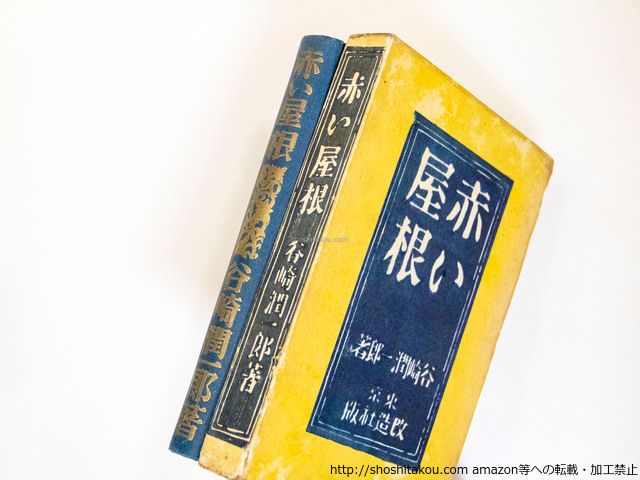 赤い屋根 谷崎潤一郎著
赤い屋根 谷崎潤一郎著
赤い
屋根
谷崎潤一郎著
東京
改造社版
shoshitakou.com
http://shoshitakou.com amazon等への転載・加工禁止